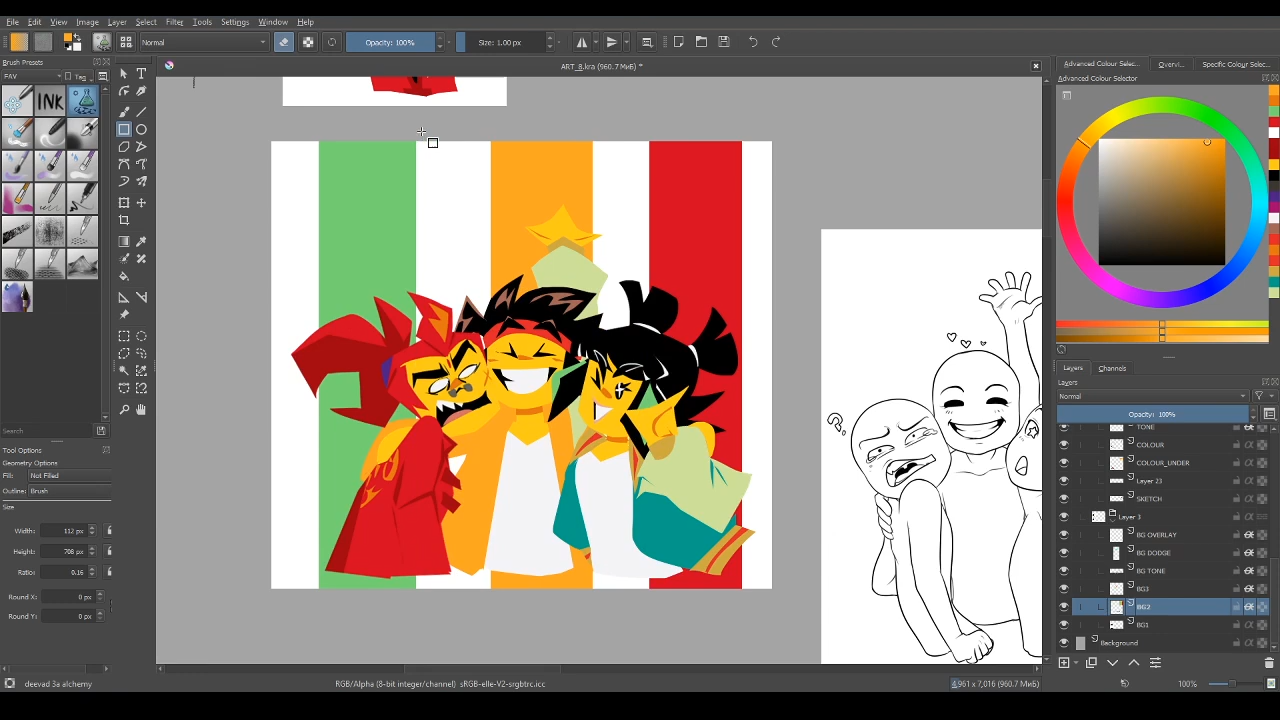 File Edit View Image Layer Select Filter Tools Settings Window Help
Normal Opacity: 100% Size: 1.00 px
Brush Presets ART_8.kra (960.7 МиБ) * Advanced Colour Selec... Overvi... Specific Colour Selec...
FAV Tag Advanced Colour Selector
INK
Layers Channels
Layers
Normal
Opacity: 100%
TONE
COLOUR
COLOUR_UNDER
Layer 23
SKETCH
Layer 3
BG OVERLAY
BG DODGE
BG TONE
BG3
BG2
BG1
Background
Search
Tool Options
Geometry Options
Fill: Not Filled
Outline: Brush
Size
Width: 112 px
Height: 708 px
Ratio: 0.16
Round X: 0 px
Round Y: 0 px
deevad 3a alchemy RGB/Alpha (8-bit integer/channel) sRGB-elle-V2-srgbtrc.icc 4,961 x 7,016 (960.7 МиБ) 100%